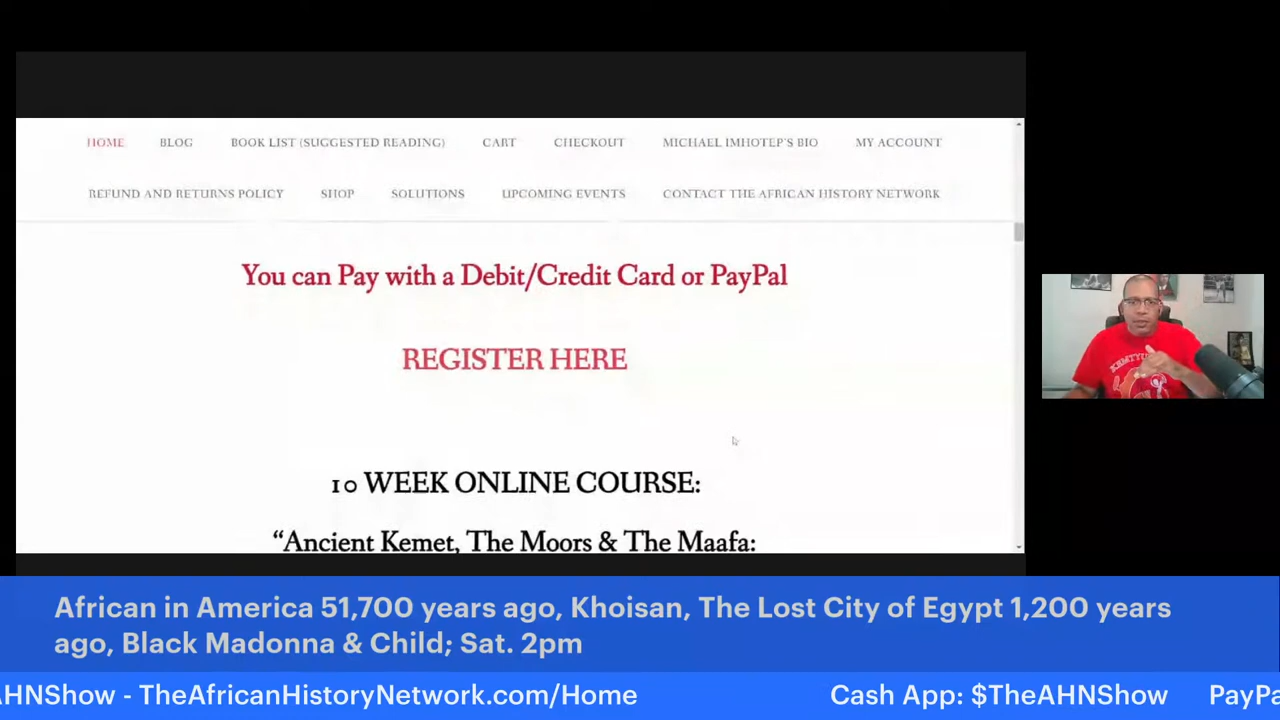 HOME BLOG BOOK LIST (SUGGESTED READING) CART CHECKOUT MICHAEL IMHOTEP'S BIO MY ACCOUNT
REFUND AND RETURNS POLICY SHOP SOLUTIONS UPCOMING EVENTS CONTACT THE AFRICAN HISTORY NETWORK
You can Pay with a Debit/Credit Card or PayPal
REGISTER HERE
10 WEEK ONLINE COURSE:
“Ancient Kemet, The Moors & The Maafa:
African in America 51,700 years ago, Khoisan, The Lost City of Egypt 1,200 years
ago, Black Madonna & Child; Sat. 2pm
AHNShow - TheAfricanHistoryNetwork.com/Home Cash App: $TheAHNShow PayPa